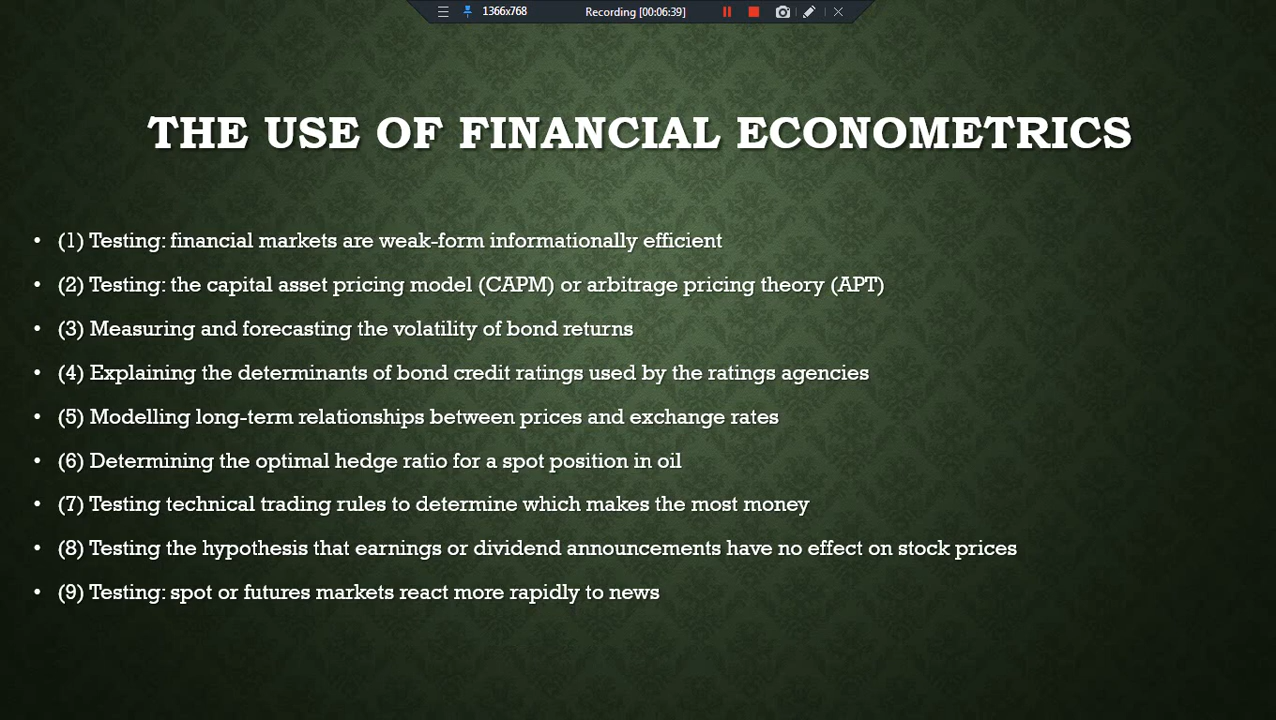 1366x768 Recording [00:06:39]
THE USE OF FINANCIAL ECONOMETRICS
• (1) Testing: financial markets are weak-form informationally efficient
• (2) Testing: the capital asset pricing model (CAPM) or arbitrage pricing theory (APT)
• (3) Measuring and forecasting the volatility of bond returns
• (4) Explaining the determinants of bond credit ratings used by the ratings agencies
• (5) Modelling long-term relationships between prices and exchange rates
• (6) Determining the optimal hedge ratio for a spot position in oil
• (7) Testing technical trading rules to determine which makes the most money
• (8) Testing the hypothesis that earnings or dividend announcements have no effect on stock prices
• (9) Testing: spot or futures markets react more rapidly to news